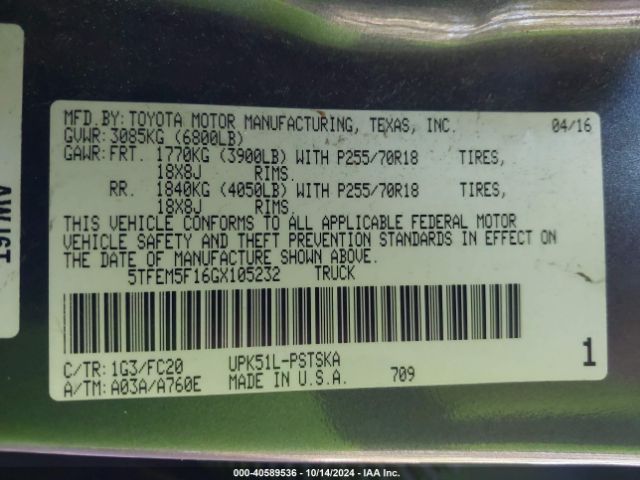 MFD.BY: TOYOTA MOTOR MANUFACTURING, TEXAS, INC. 04/16
GVWR: 3085KG (6800LB)
GAWR: FRT. 1770KG (3900LB) WITH P255/70R18 TIRES,
18X8J RIMS.
RR. 1840KG (4050LB) WITH P255/70R18 TIRES,
18X8J RIMS.
THIS VEHICLE CONFORMS TO ALL APPLICABLE FEDERAL MOTOR
VEHICLE SAFETY AND THEFT PREVENTION STANDARDS IN EFFECT ON
THE DATE OF MANUFACTURE SHOWN ABOVE.
5TFEM5F16GX105232 TRUCK
C/TR: 1G3/FC20 UPK51L-PSTSKA 1
A/TM: A03A/A760E MADE IN U.S.A. 709
000-40589536 - 10/14/2024 - IAA Inc.